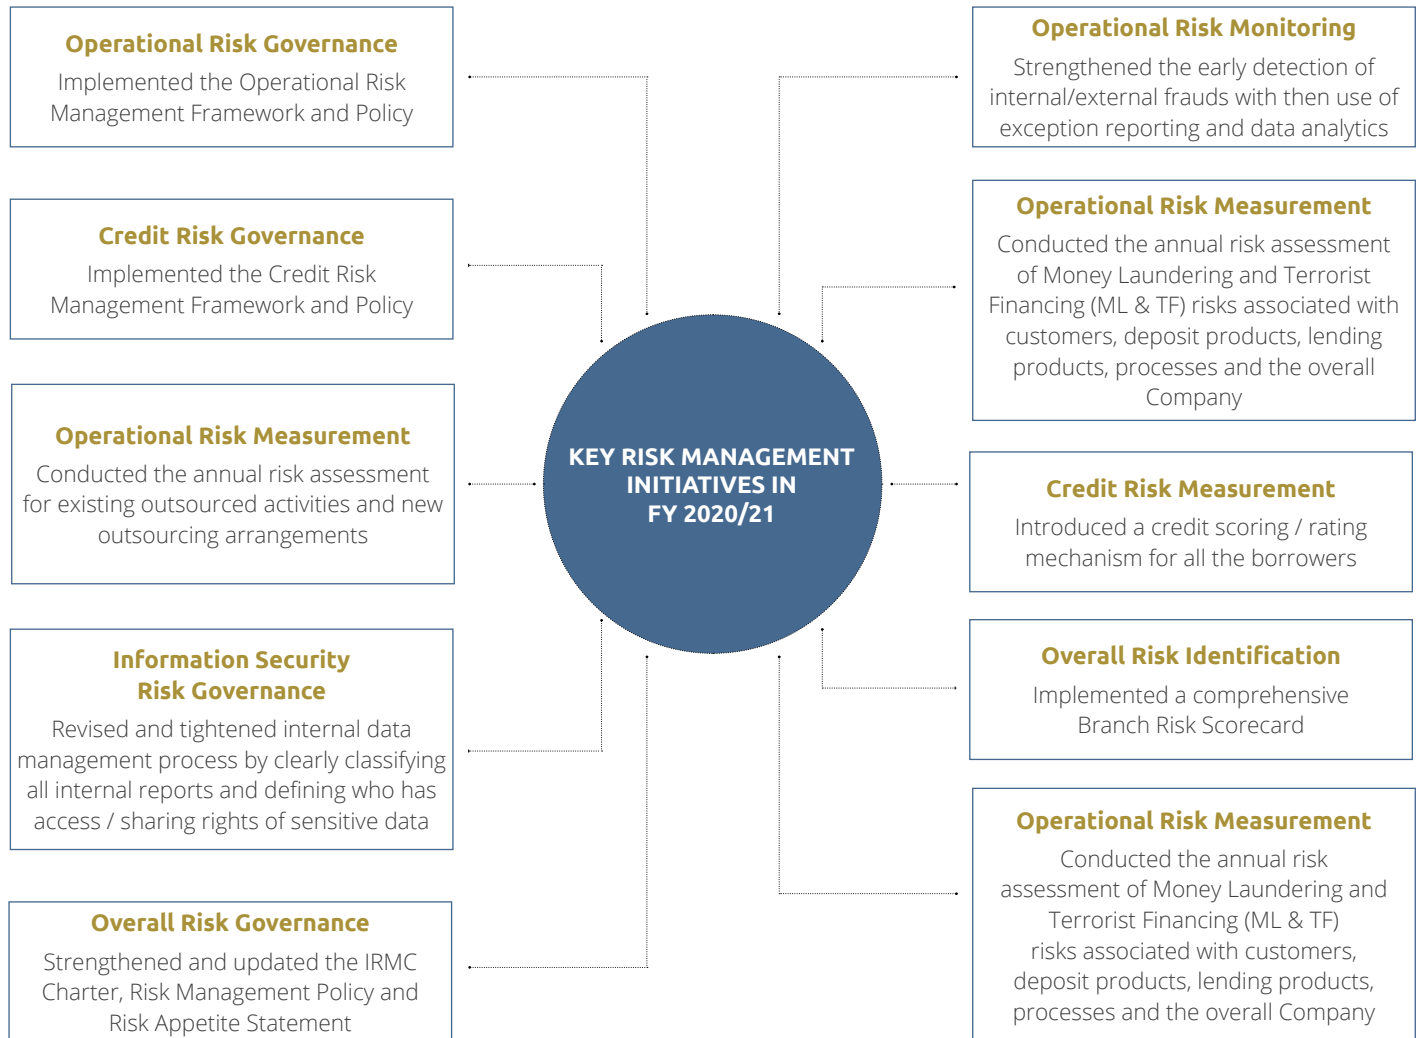 Operational Risk Governance
Implemented the Operational Risk
Management Framework and Policy
Credit Risk Governance
Implemented the Credit Risk
Management Framework and Policy
Operational Risk Measurement
Conducted the annual risk assessment
for existing outsourced activities and new
outsourcing arrangements
Information Security
Risk Governance
Revised and tightened internal data
management process by clearly classifying
all internal reports and defining who has
access / sharing rights of sensitive data
Overall Risk Governance
Strengthened and updated the IRMC
Charter, Risk Management Policy and
Risk Appetite Statement
KEY RISK MANAGEMENT
INITIATIVES IN
FY 2020/21
Operational Risk Monitoring
Strengthened the early detection of
internal/external frauds with then use of
exception reporting and data analytics
Operational Risk Measurement
Conducted the annual risk assessment
of Money Laundering and Terrorist
Financing (ML & TF) risks associated with
customers, deposit products, lending
products, processes and the overall
Company
Credit Risk Measurement
Introduced a credit scoring / rating
mechanism for all the borrowers
Overall Risk Identification
Implemented a comprehensive
Branch Risk Scorecard
Operational Risk Measurement
Conducted the annual risk
assessment of Money Laundering and
Terrorist Financing (ML & TF)
risks associated with customers,
deposit products, lending products,
processes and the overall Company